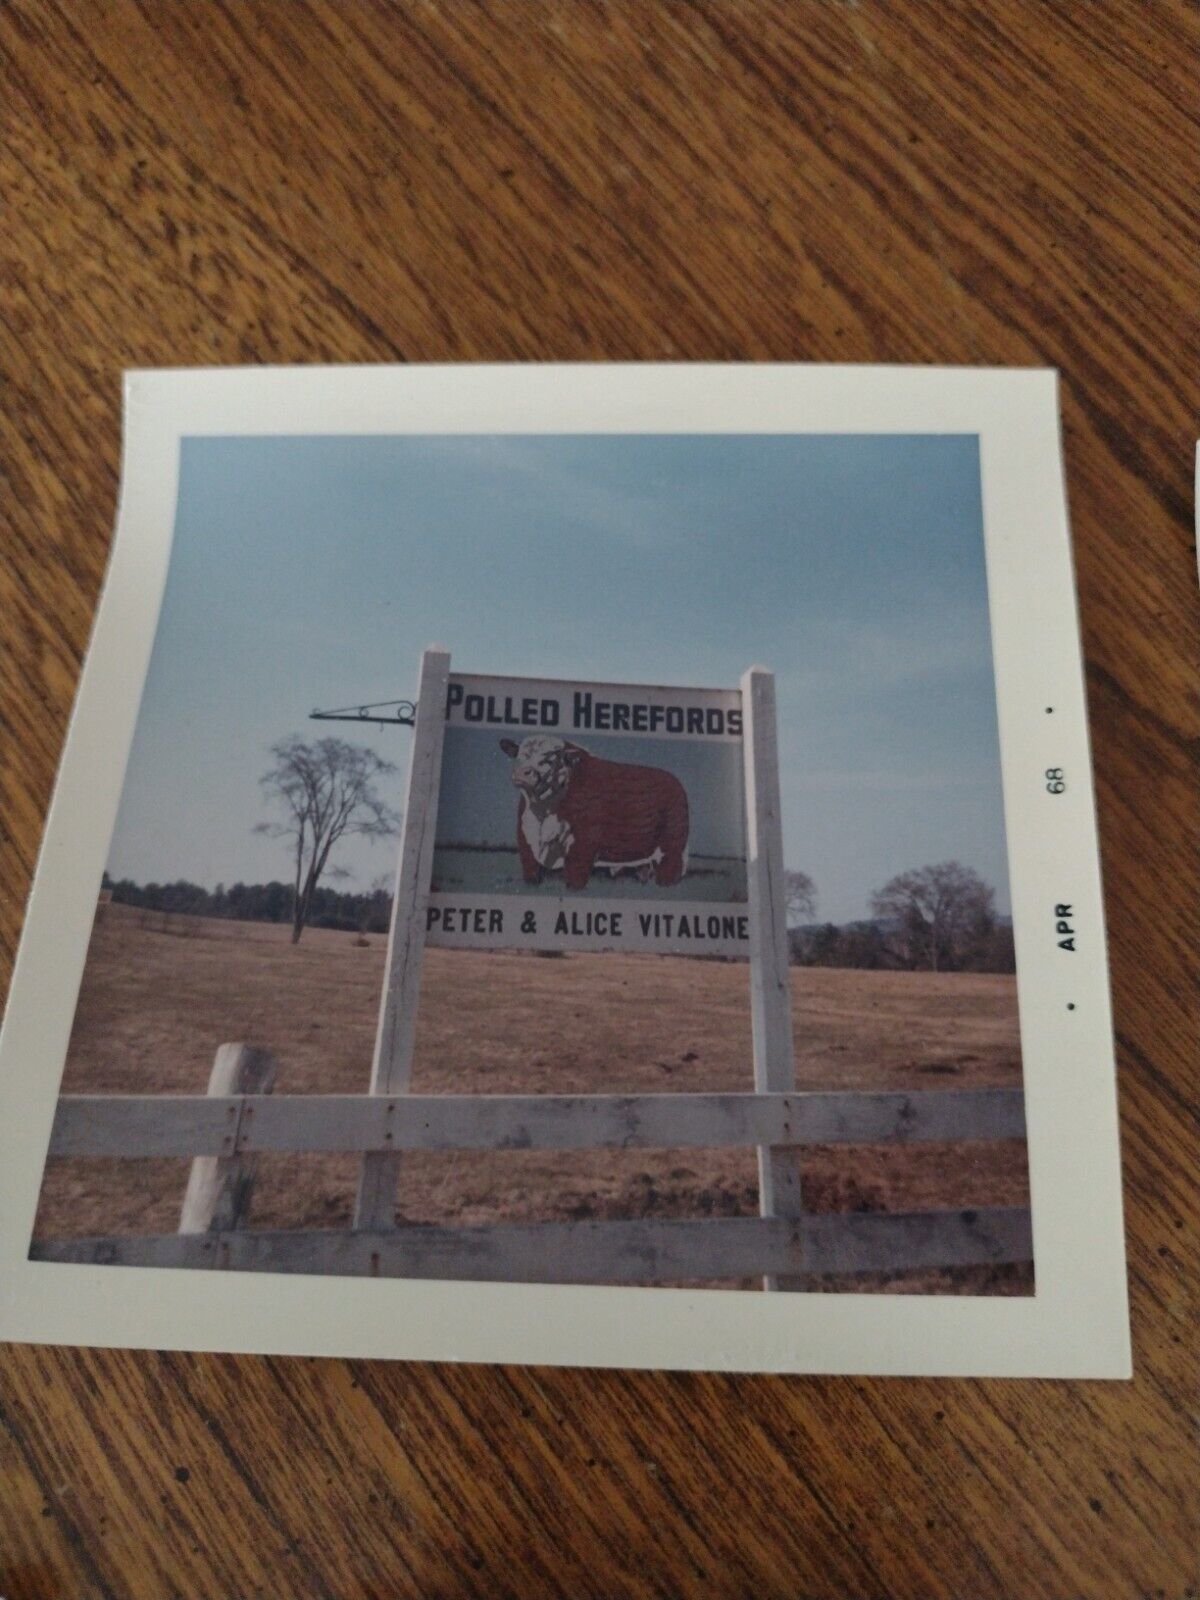 POLLED HEREFORDS
PETER & ALICE VITALONE
• APR 68 •